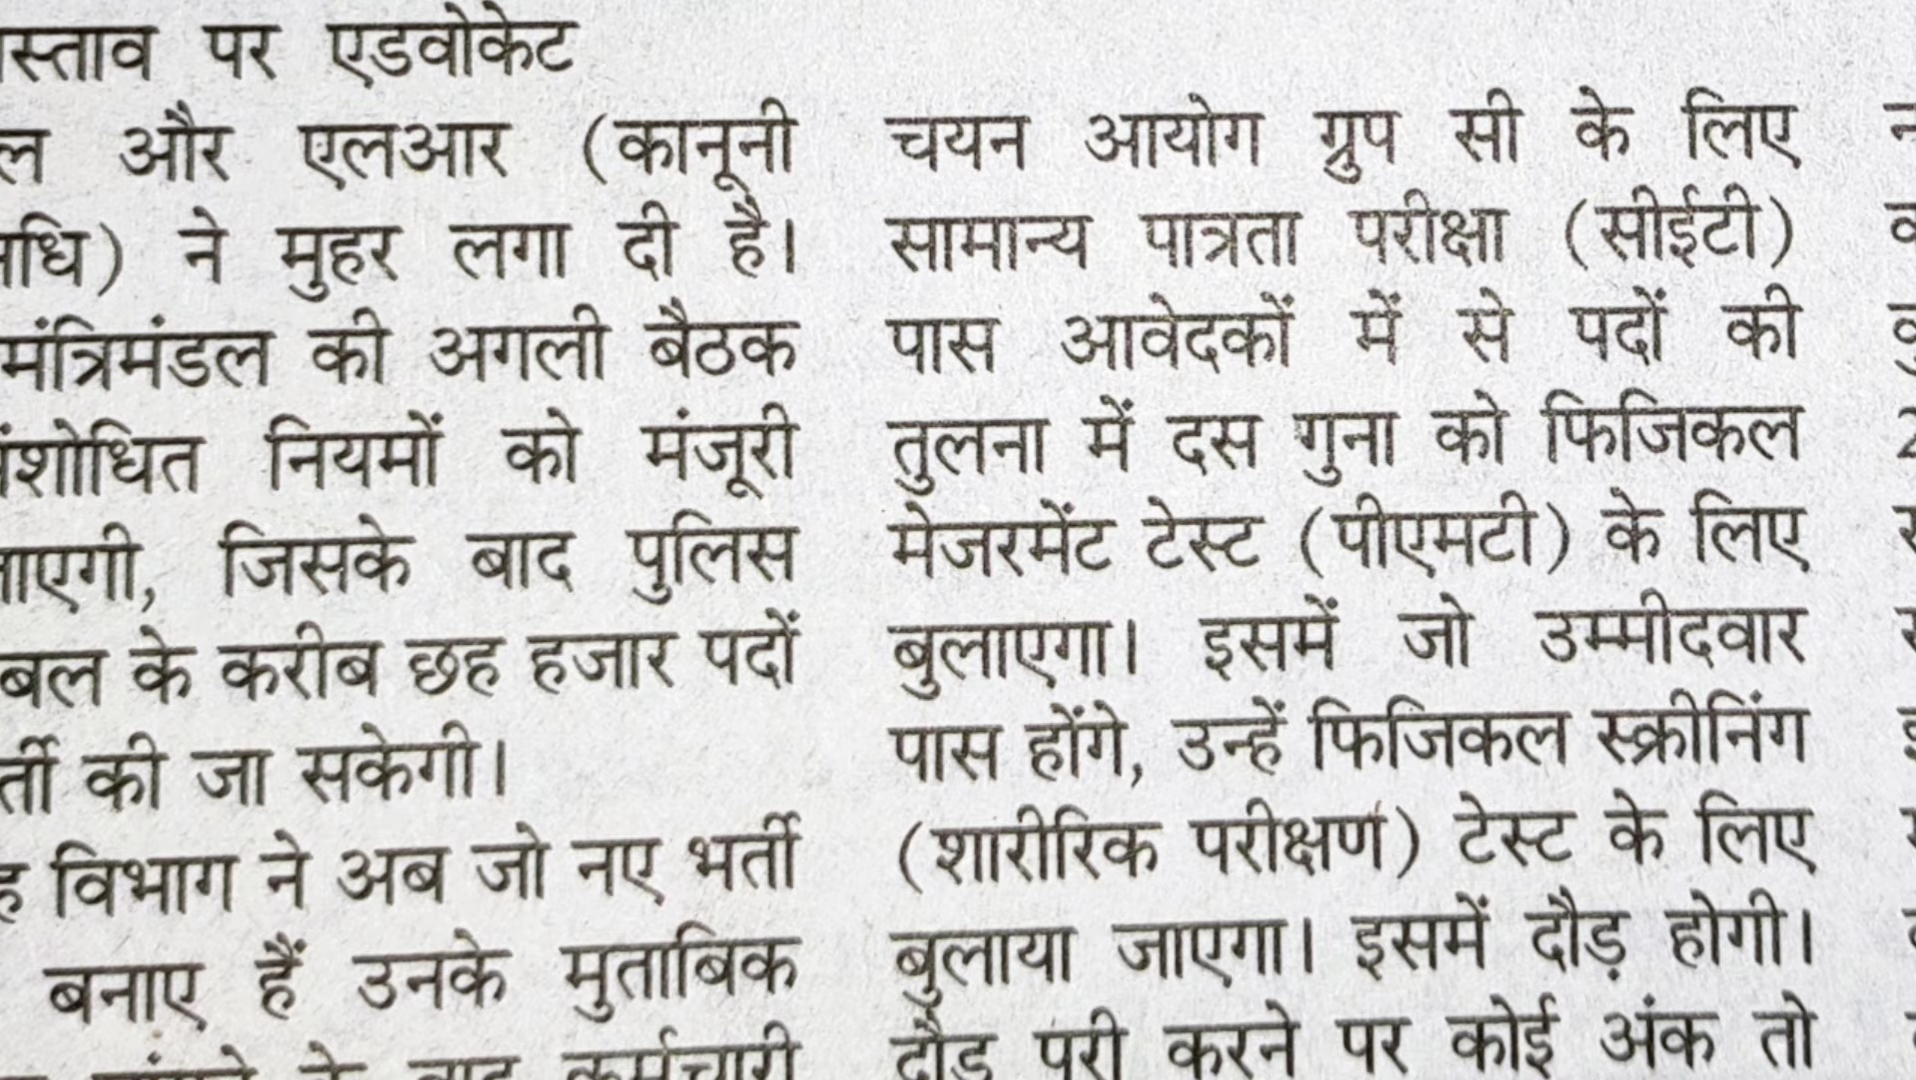 पर एडवोकेट
और एलआर (कानूनी
ने मुहर लगा दी है।
मंत्रिमंडल की अगली बैठक
नियमों को मंजूरी
जिसके बाद पुलिस
बल के करीब छह हजार पदों
की जा सकेगी।
विभाग ने अब जो नए भर्ती
बनाए हैं उनके मुताबिक
चयन आयोग ग्रुप सी के लिए
सामान्य पात्रता परीक्षा (सीईटी)
पास आवेदकों में से पदों की
तुलना में दस गुना को फिजिकल
मेजरमेंट टेस्ट (पीएमटी) के लिए
बुलाएगा। इसमें जो उम्मीदवार
पास होंगे, उन्हें फिजिकल स्क्रीनिंग
(शारीरिक परीक्षण) टेस्ट के लिए
बुलाया जाएगा। इसमें दौड़ होगी।
करने पर कोई अंक तो